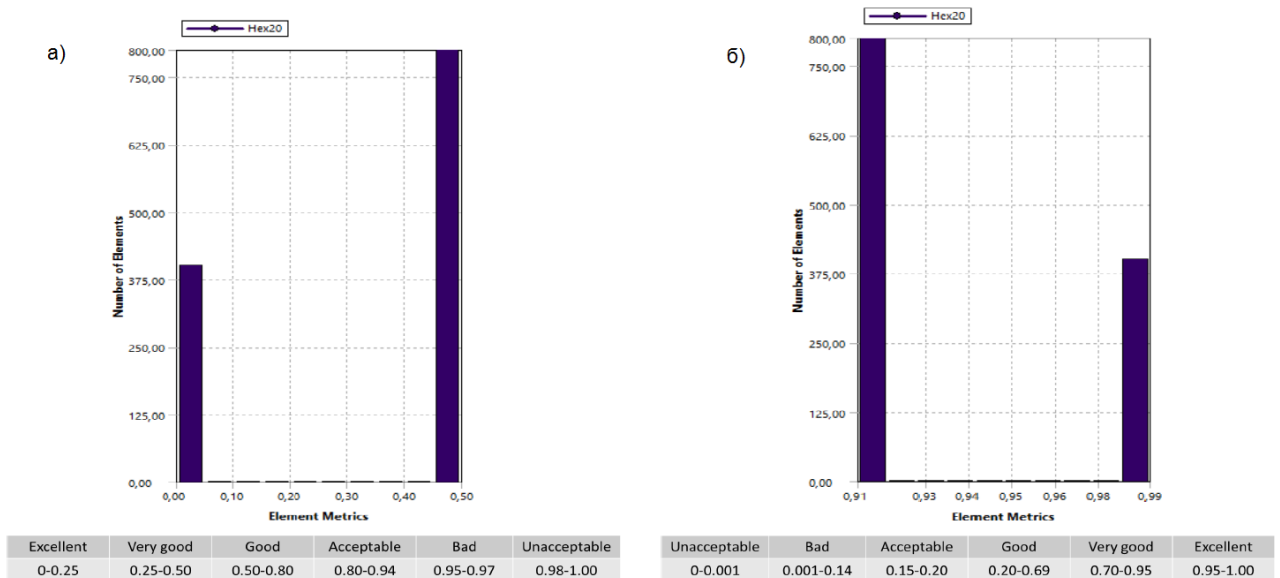 а)
Hex20
Number of Elements
800,00
750,00
625,00
500,00
375,00
250,00
125,00
0,00
0,00 0,10 0,20 0,30 0,40 0,50
Element Metrics
Excellent Very good Good Acceptable Bad Unacceptable
0-0.25 0.25-0.50 0.50-0.80 0.80-0.94 0.95-0.97 0.98-1.00
б)
Hex20
Number of Elements
800,00
750,00
625,00
500,00
375,00
250,00
125,00
0,00
0,91 0,93 0,94 0,95 0,96 0,98 0,99
Element Metrics
Unacceptable Bad Acceptable Good Very good Excellent
0-0.001 0.001-0.14 0.15-0.20 0.20-0.69 0.70-0.95 0.95-1.00